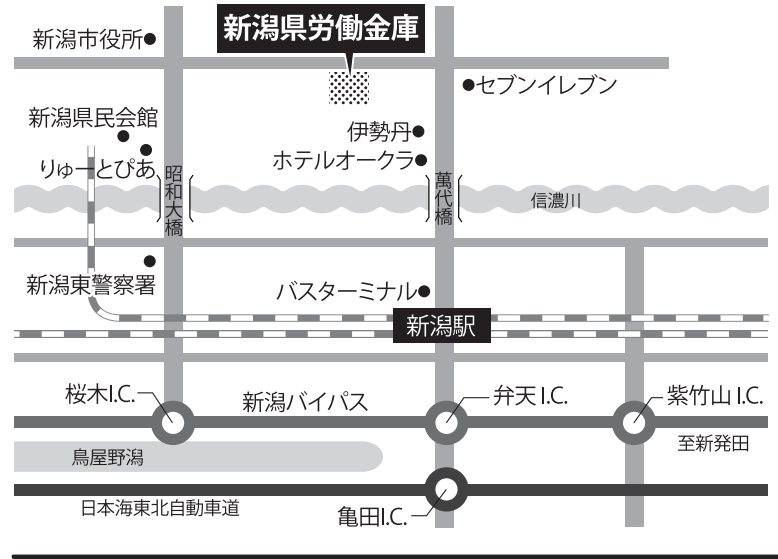 新潟県労働金庫
新潟市役所
セブンイレブン
新潟県民会館
伊勢丹
りゅーとぴあ
ホテルオークラ
昭和大橋
萬代橋
信濃川
新潟東警察署
バスターミナル
新潟駅
桜木I.C.
新潟バイパス
弁天I.C.
紫竹山I.C.
至新発田
鳥屋野潟
日本海東北自動車道
亀田I.C.